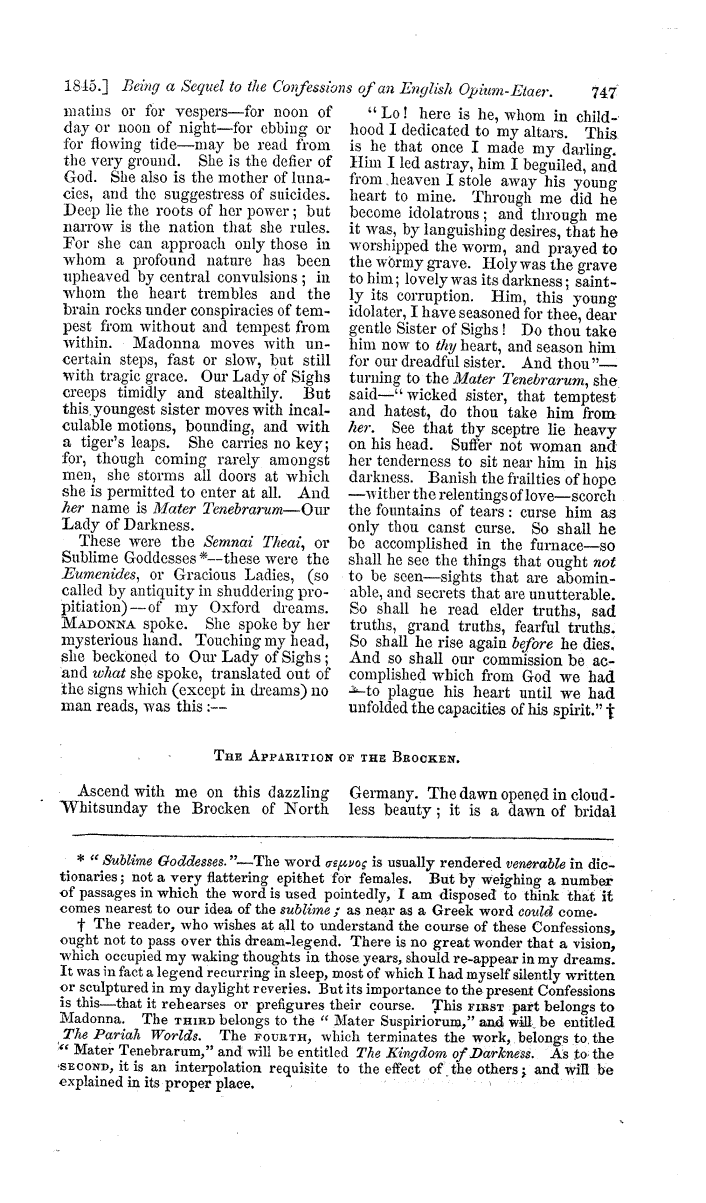 1845.] Being a Sequel to the Confessions of an English Opium-Etaer. 747
matins or for vespers—for noon of
day or noon of night—for ebbing or
for flowing tide—may be read from
the very ground. She is the defier of
God. She also is the mother of luna-
cies, and the suggestress of suicides.
Deep lie the roots of her power; but
narrow is the nation that she rules.
For she can approach only those in
whom a profound nature has been
upheaved by central convulsions; in
whom the heart trembles and the
brain rocks under conspiracies of tem-
pest from without and tempest from
within. Madonna moves with un-
certain steps, fast or slow, but still
with tragic grace. Our Lady of Sighs
creeps timidly and stealthily. But
this youngest sister moves with incal-
culable motions, bounding, and with
a tiger's leaps. She carries no key;
for, though coming rarely amongst
men, she storms all doors at which
she is permitted to enter at all. And
her name is Mater Tenebrarum—Our
Lady of Darkness.
These were the Semnai Theai, or
Sublime Goddesses *—these were the
Eumenides, or Gracious Ladies, (so
called by antiquity in shuddering pro-
pitiation)—of my Oxford dreams.
MADONNA spoke. She spoke by her
mysterious hand. Touching my head,
she beckoned to Our Lady of Sighs;
and what she spoke, translated out of
the signs which (except in dreams) no
man reads, was this:—
"Lo! here is he, whom in child-
hood I dedicated to my altars. This
is he that once I made my darling.
Him I led astray, him I beguiled, and
from heaven I stole away his young
heart to mine. Through me did he
become idolatrous; and through me
it was, by languishing desires, that he
worshipped the worm, and prayed to
the wormy grave. Holy was the grave
to him; lovely was its darkness; saint-
ly its corruption. Him, this young
idolater, I have seasoned for thee, dear
gentle Sister of Sighs! Do thou take
him now to thy heart, and season him
for our dreadful sister. And thou"—
turning to the Mater Tenebrarum, she
said—"wicked sister, that temptest
and hatest, do thou take him from
her. See that thy sceptre lie heavy
on his head. Suffer not woman and
her tenderness to sit near him in his
darkness. Banish the frailties of hope
—wither the relentings of love—scorch
the fountains of tears: curse him as
only thou canst curse. So shall he
be accomplished in the furnace—so
shall he see the things that ought not
to be seen—sights that are abomin-
able, and secrets that are unutterable.
So shall he read elder truths, sad
truths, grand truths, fearful truths.
So shall he rise again before he dies.
And so shall our commission be ac-
complished which from God we had
—to plague his heart until we had
unfolded the capacities of his spirit." †
THE APPARITION OF THE BROCKEN.
Ascend with me on this dazzling
Whitsunday the Brocken of North
Germany. The dawn opened in cloud-
less beauty; it is a dawn of bridal
* "Sublime Goddesses."—The word σεμνος is usually rendered venerable in dic-
tionaries; not a very flattering epithet for females. But by weighing a number
of passages in which the word is used pointedly, I am disposed to think that it
comes nearest to our idea of the sublime; as near as a Greek word could come.
† The reader, who wishes at all to understand the course of these Confessions,
ought not to pass over this dream-legend. There is no great wonder that a vision,
which occupied my waking thoughts in those years, should re-appear in my dreams.
It was in fact a legend recurring in sleep, most of which I had myself silently written
or sculptured in my daylight reveries. But its importance to the present Confessions
is this—that it rehearses or prefigures their course. This FIRST part belongs to
Madonna. The THIRD belongs to the "Mater Suspiriorum," and will be entitled
The Pariah Worlds. The FOURTH, which terminates the work, belongs to the
"Mater Tenebrarum," and will be entitled The Kingdom of Darkness. As to the
SECOND, it is an interpolation requisite to the effect of the others; and will be
explained in its proper place.